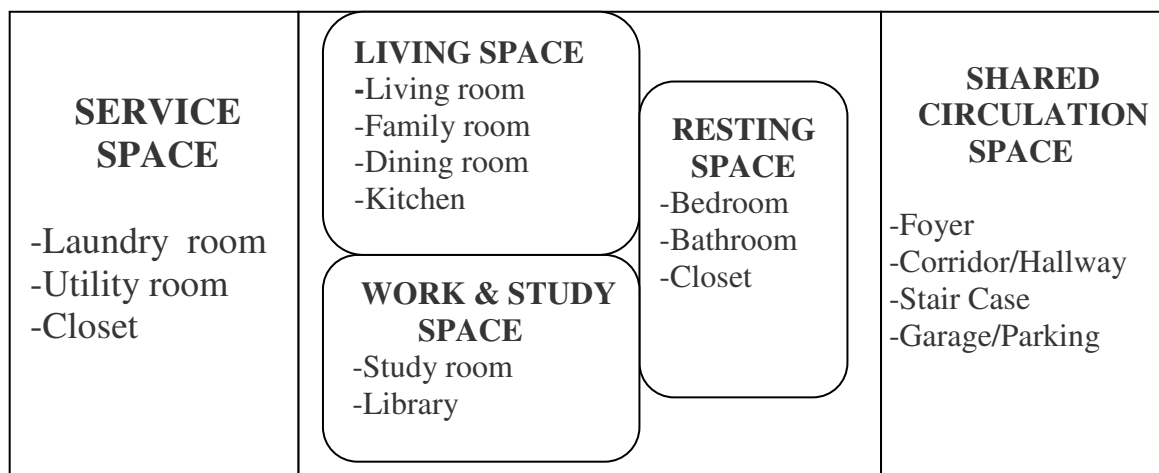 SERVICE
SPACE
-Laundry room
-Utility room
-Closet
LIVING SPACE
-Living room
-Family room
-Dining room
-Kitchen
WORK & STUDY
SPACE
-Study room
-Library
RESTING
SPACE
-Bedroom
-Bathroom
-Closet
SHARED
CIRCULATION
SPACE
-Foyer
-Corridor/Hallway
-Stair Case
-Garage/Parking